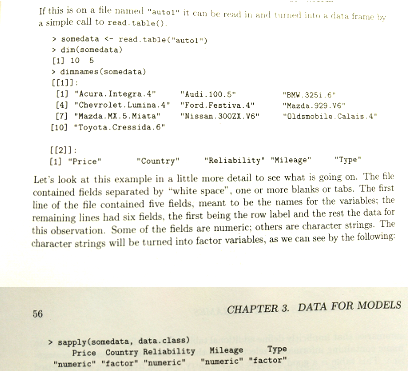 If this is on a file named "auto1" it can be read in and turned into a data frame by
a simple call to read.table()
> somedata <- read.table("auto1")
> dim(somedata)
[1] 10 5
> dimnames(somedata)
[[1]]:
[1] "Acura.Integra.4" "Audi.100.5" "BMW.325i.6"
[4] "Chevrolet.Lumina.4" "Ford.Festiva.4" "Mazda.929.V6"
[7] "Mazda.MX.5.Miata" "Nissan.300ZX.V6" "Oldsmobile.Calais.4"
[10] "Toyota.Cressida.6"
[[2]]:
[1] "Price" "Country" "Reliability" "Mileage" "Type"
Let's look at this example in a little more detail to see what is going on. The file
contained fields separated by "white space", one or more blanks or tabs. The first
line of the file contained five fields, meant to be the names for the variables; the
remaining lines had six fields, the first being the row label and the rest the data for
this observation. Some of the fields are numeric; others are character strings. The
character strings will be turned into factor variables, as we can see by the following:
56 CHAPTER 3. DATA FOR MODELS
> sapply(somedata, data.class)
Price Country Reliability Mileage Type
"numeric" "factor" "numeric" "numeric" "factor"